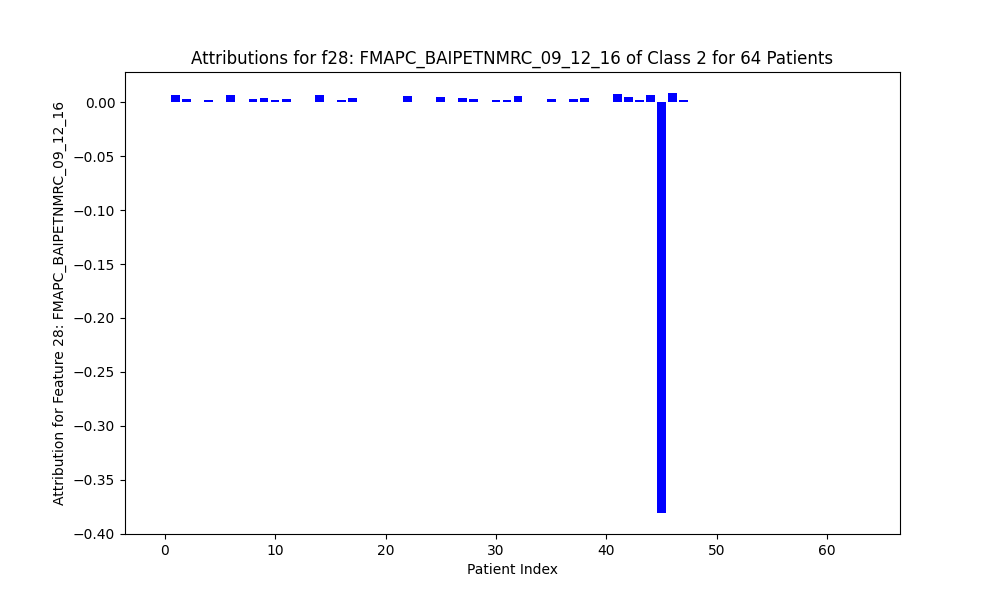 Attributions for f28: FMAPC_BAIPETNMRC_09_12_16 of Class 2 for 64 Patients
Attribution for Feature 28: FMAPC_BAIPETNMRC_09_12_16
0.00
−0.05
−0.10
−0.15
−0.20
−0.25
−0.30
−0.35
−0.40
0 10 20 30 40 50 60
Patient Index